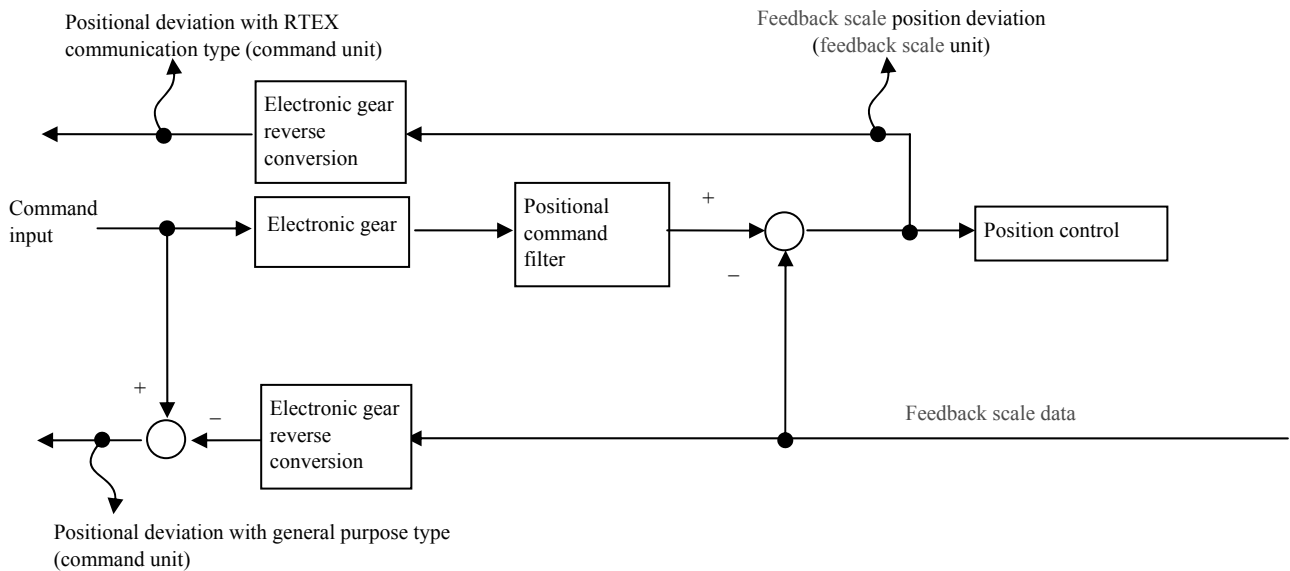 Positional deviation with RTEX
communication type (command unit)
Feedback scale position deviation
(feedback scale unit)
Electronic gear
reverse
conversion
Command
input
Electronic gear
Positional
command
filter
+
−
Position control
+
−
Electronic gear
reverse
conversion
Feedback scale data
Positional deviation with general purpose type
(command unit)